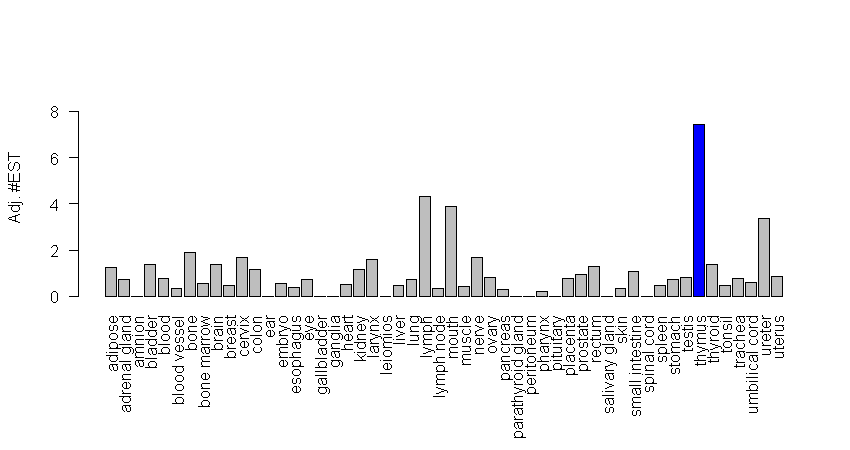 8
6
4
2
0
Adj. #EST
adipose
adrenal gland
amnion
bladder
blood
blood vessel
bone
bone marrow
brain
breast
cervix
colon
ear
embryo
esophagus
eye
gallbladder
ganglia
heart
kidney
larynx
leiomios
liver
lung
lymph
lymph node
mouth
muscle
nerve
ovary
pancreas
parathyroid gland
peritoneum
pharynx
pituitary
placenta
prostate
rectum
salivary gland
skin
small intestine
spinal cord
spleen
stomach
testis
thymus
thyroid
tonsil
trachea
umbilical cord
ureter
uterus